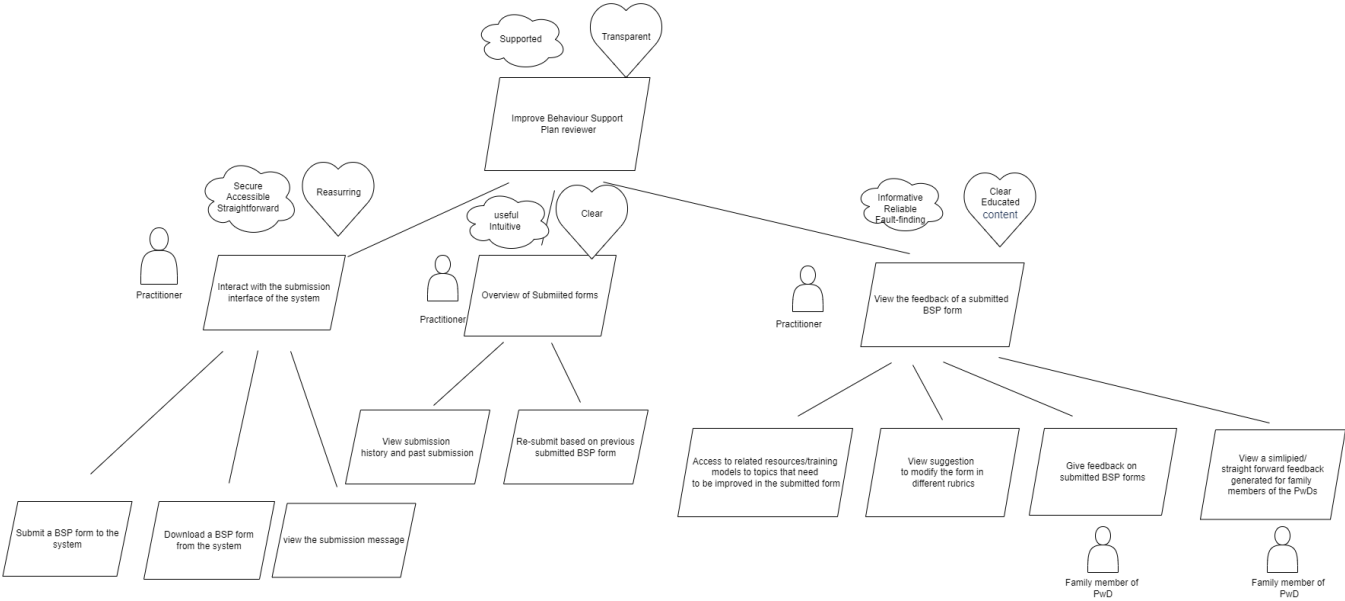 Supported
Transparent
Improve Behaviour Support
Plan reviewer
Secure
Accessible
Straightforward
Reasurring
useful
Intuitive
Clear
Informative
Reliable
Fault-finding
Clear
Educated
content
Practitioner
Interact with the submission
interface of the system
Practitioner
Overview of Submiited forms
Practitioner
View the feedback of a submitted
BSP form
View submission
history and past submission
Re-submit based on previous
submitted BSP form
Access to related resources/training
models to topics that need
to be improved in the submitted form
View suggestion
to modify the form in
different rubrics
Give feedback on
submitted BSP forms
View a simlipied/
straight forward feedback
generated for family
members of the PwDs
Submit a BSP form to the
system
Download a BSP form
from the system
view the submission message
Family member of
PwD
Family member of
PwD